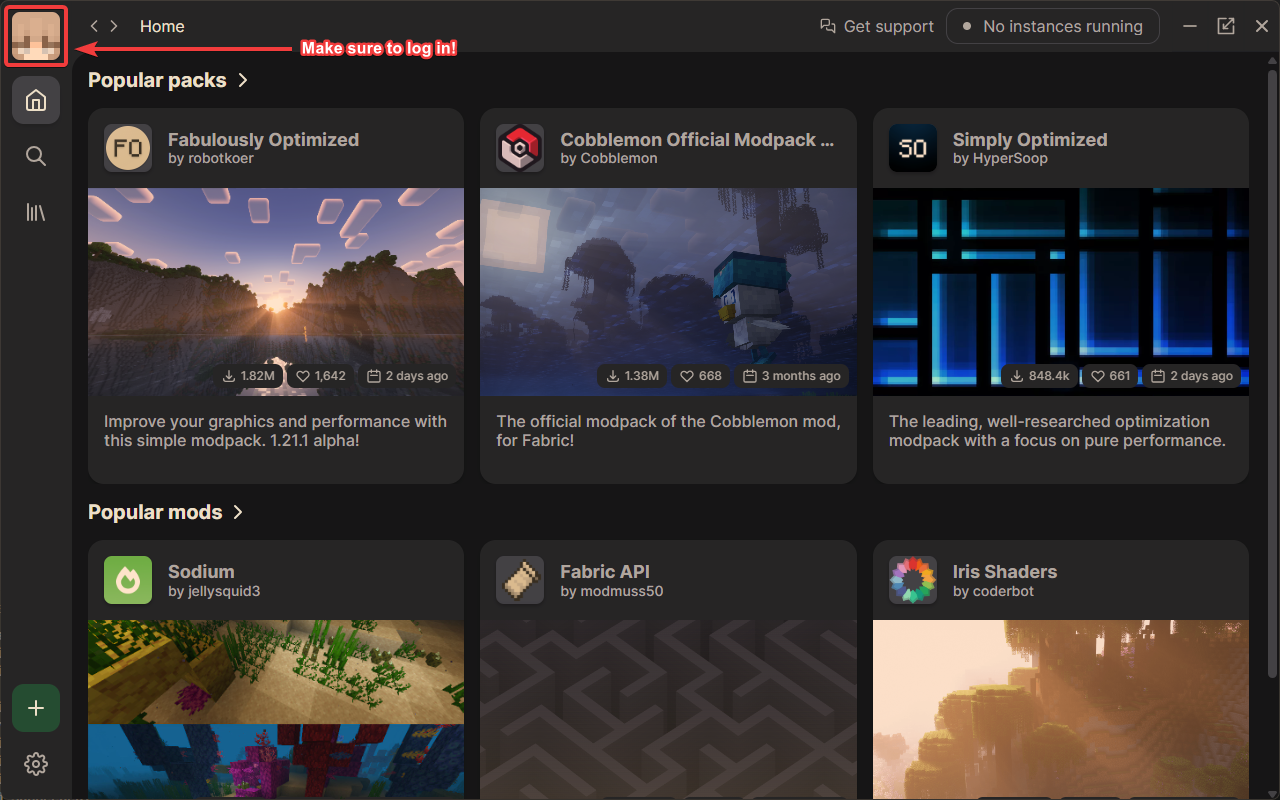 Home
Get support
No instances running
Make sure to log in!
Popular packs
FO
Fabulously Optimized
by robotkoer
1.82M
1,642
2 days ago
Improve your graphics and performance with
this simple modpack. 1.21.1 alpha!
Cobblemon Official Modpack ...
by Cobblemon
1.38M
668
3 months ago
The official modpack of the Cobblemon mod,
for Fabric!
SO
Simply Optimized
by HyperSoop
848.4k
661
2 days ago
The leading, well-researched optimization
modpack with a focus on pure performance.
Popular mods
Sodium
by jellysquid3
Fabric API
by modmuss50
Iris Shaders
by coderbot